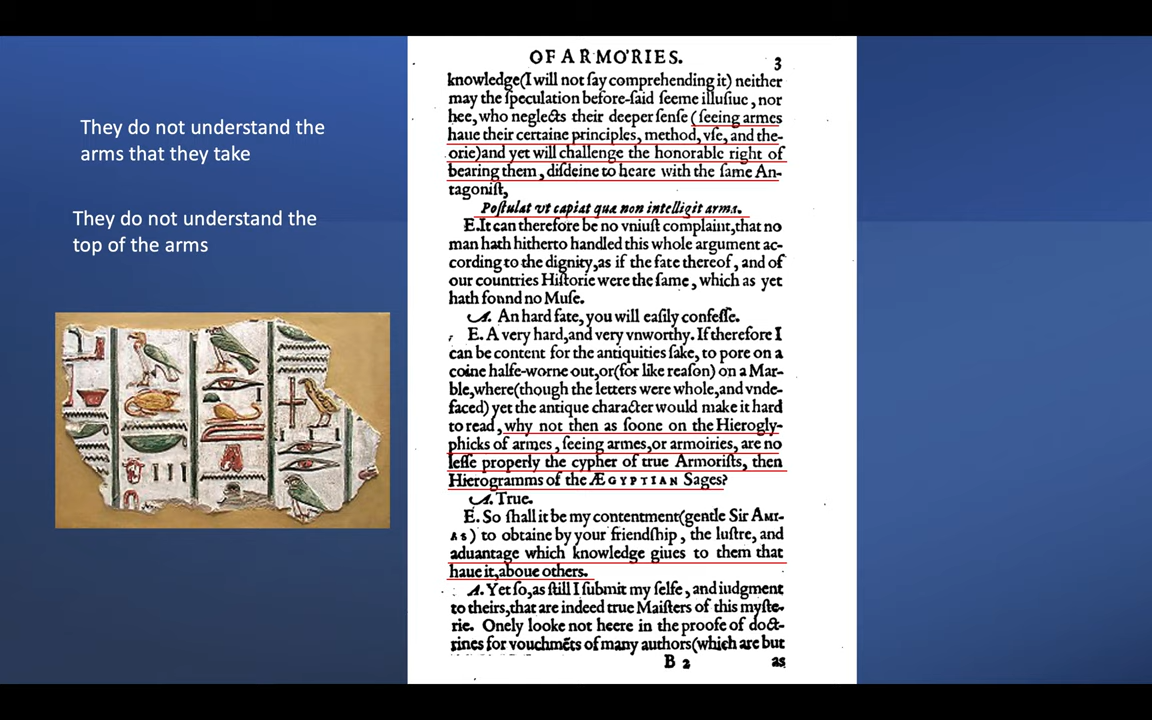 They do not understand the
arms that they take
They do not understand the
top of the arms
OF ARMORIES. 3
knowledge(I will not ſay comprehending it) neither
may the ſpeculation before-ſaid ſeeme illuſiue, nor
hee, who neglects their deeper ſenſe (ſeeing armes
haue their certaine principles, method, vſe, and the-
orie)and yet will challenge the honorable right of
bearing them, diſdeine to heare with the ſame An-
tagoniſt,
Poſtulat vt capiat quæ non intelligit arma.
E.It can therefore be no vniuſt complaint,that no
man hath hitherto handled this whole argument ac-
cording to the dignity,as if the fate thereof, and of
our countries Hiſtorie were the ſame, which as yet
hath found no Muſe.
A. An hard fate, you will eaſily confeſſe.
E. A very hard,and very vnworthy. If therefore I
can be content for the antiquities ſake, to pore on a
coine halfe-worne out,or(for like reaſon) on a Mar-
ble,where(though the letters were whole,and vnde-
faced) yet the antique character would make it hard
to read, why not then as ſoone on the Hierogly-
phicks of armes, ſeeing armes,or armoiries, are no
leſſe properly the cypher of true Armoriſts, then
Hierogramms of the ÆGYPTIAN Sages?
A. True.
E. So ſhall it be my contentment(gentle Sir AMI-
AS) to obtaine by your friendſhip, the luſtre, and
aduantage which knowledge giues to them that
haue it,aboue others.
A. Yet ſo,as ſtill I ſubmit my ſelfe, and iudgment
to theirs,that are indeed true Maiſters of this myſte-
rie. Onely looke not heere in the proofe of doct-
rines for vouchmēts of many authors(which are but
B 2 as